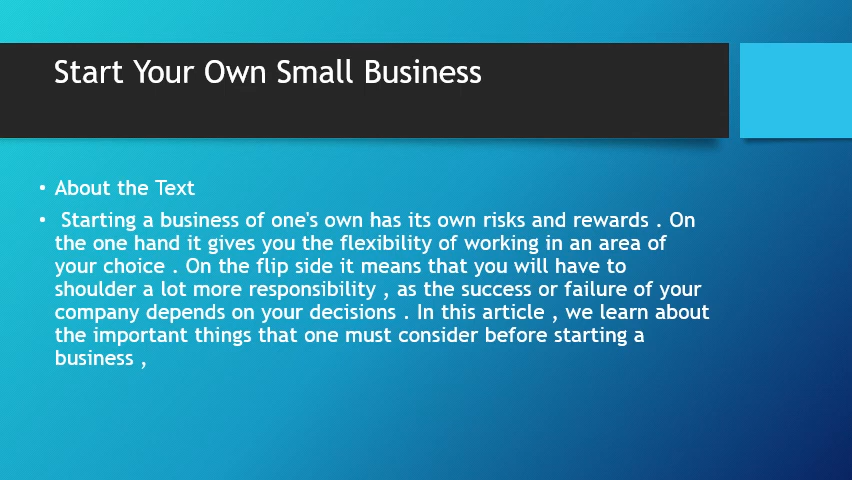 Start Your Own Small Business
• About the Text
• Starting a business of one's own has its own risks and rewards . On
the one hand it gives you the flexibility of working in an area of
your choice . On the flip side it means that you will have to
shoulder a lot more responsibility , as the success or failure of your
company depends on your decisions . In this article , we learn about
the important things that one must consider before starting a
business ,